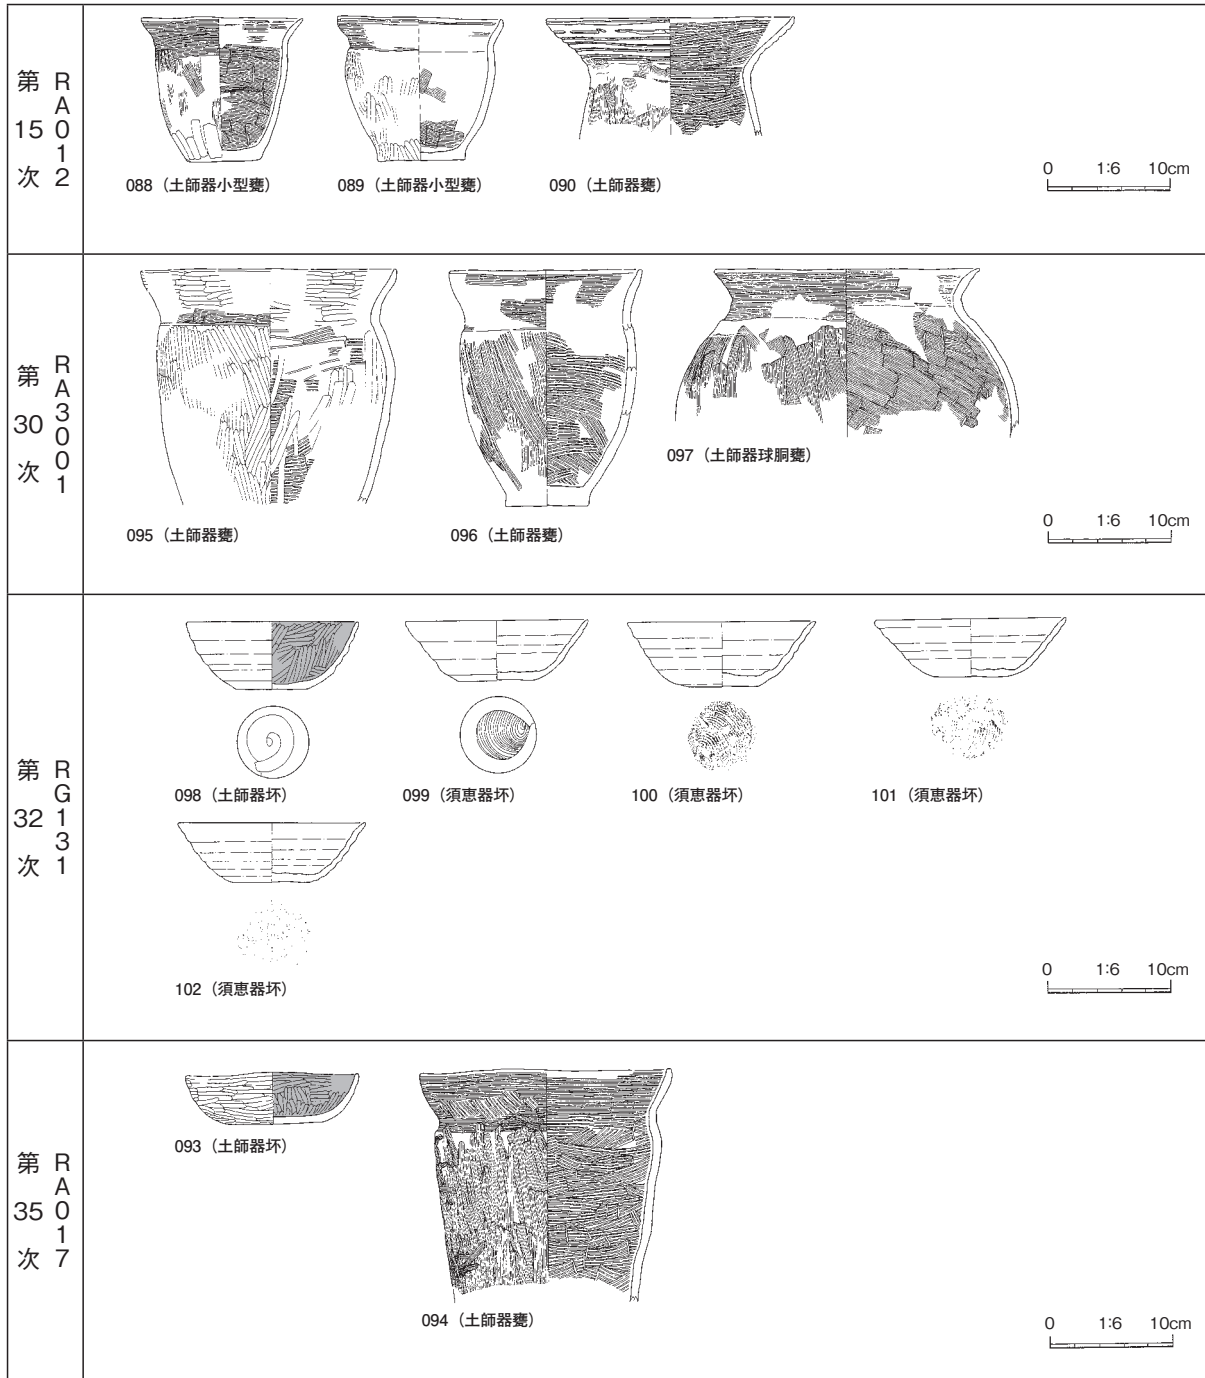 第15次 RA012
088（土師器小型甕）
089（土師器小型甕）
090（土師器甕）
0 1:6 10cm
第30次 RA3001
095（土師器甕）
096（土師器甕）
097（土師器球胴甕）
0 1:6 10cm
第32次 RG131
098（土師器坏）
099（須恵器坏）
100（須恵器坏）
101（須恵器坏）
102（須恵器坏）
0 1:6 10cm
第35次 RA017
093（土師器坏）
094（土師器甕）
0 1:6 10cm